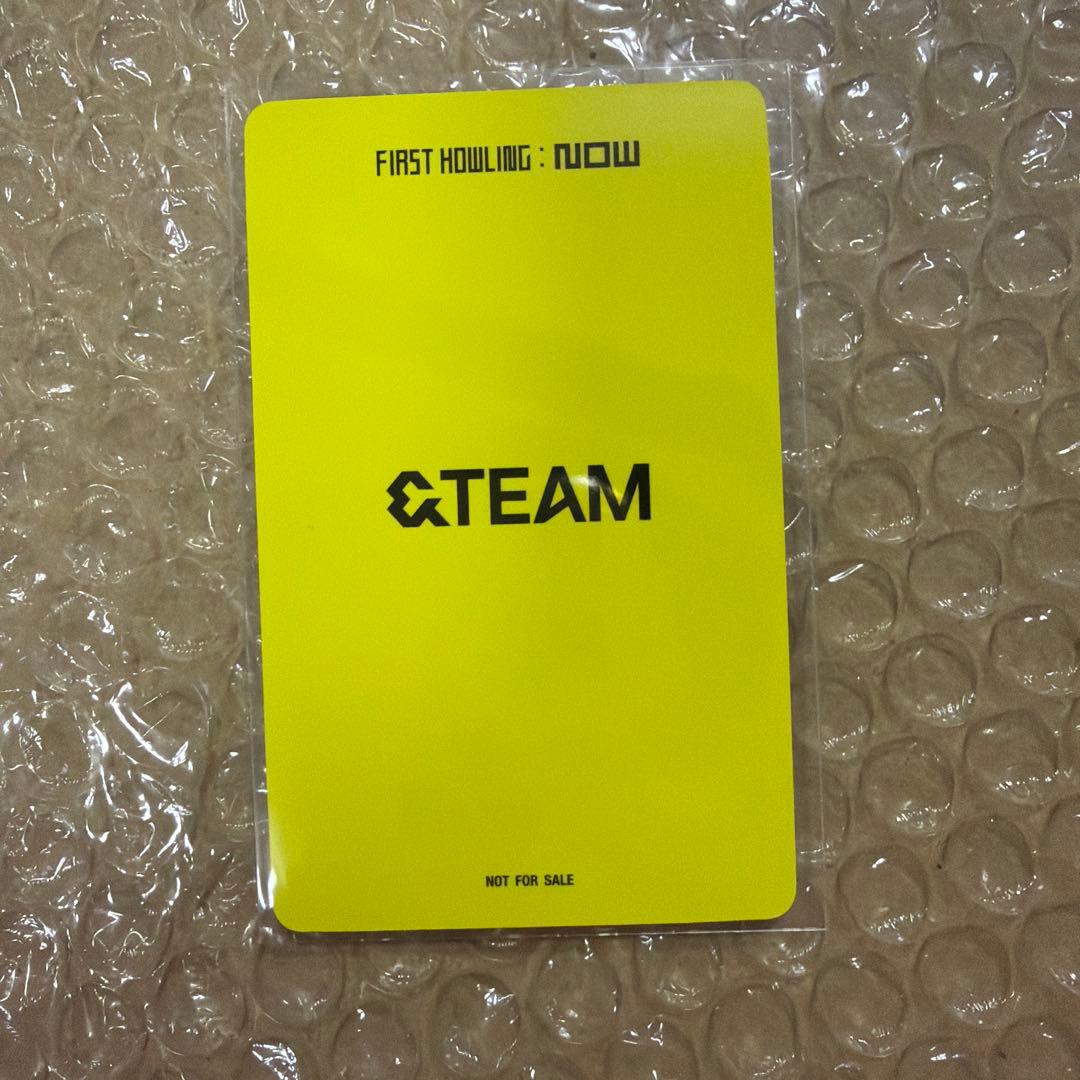 FIRST HOWLING : NOW
&TEAM
NOT FOR SALE